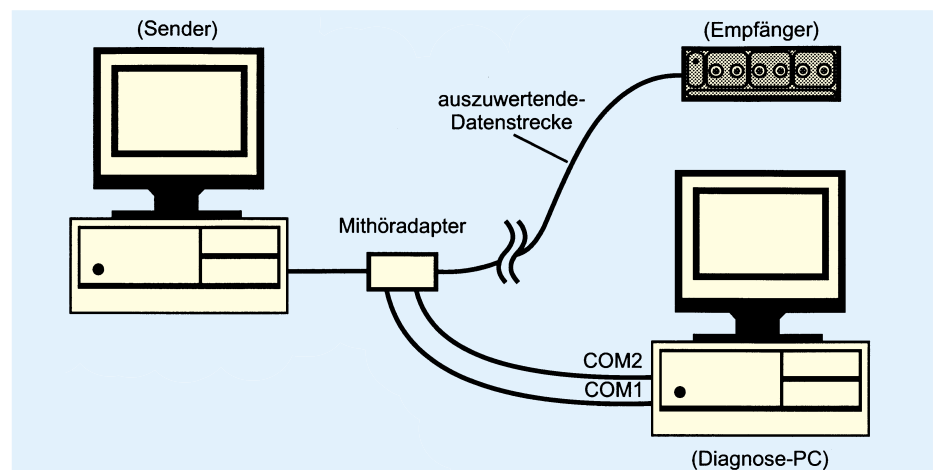 (Sender)
(Empfänger)
auszuwertende-
Datenstrecke
Mithöradapter
COM2
COM1
(Diagnose-PC)